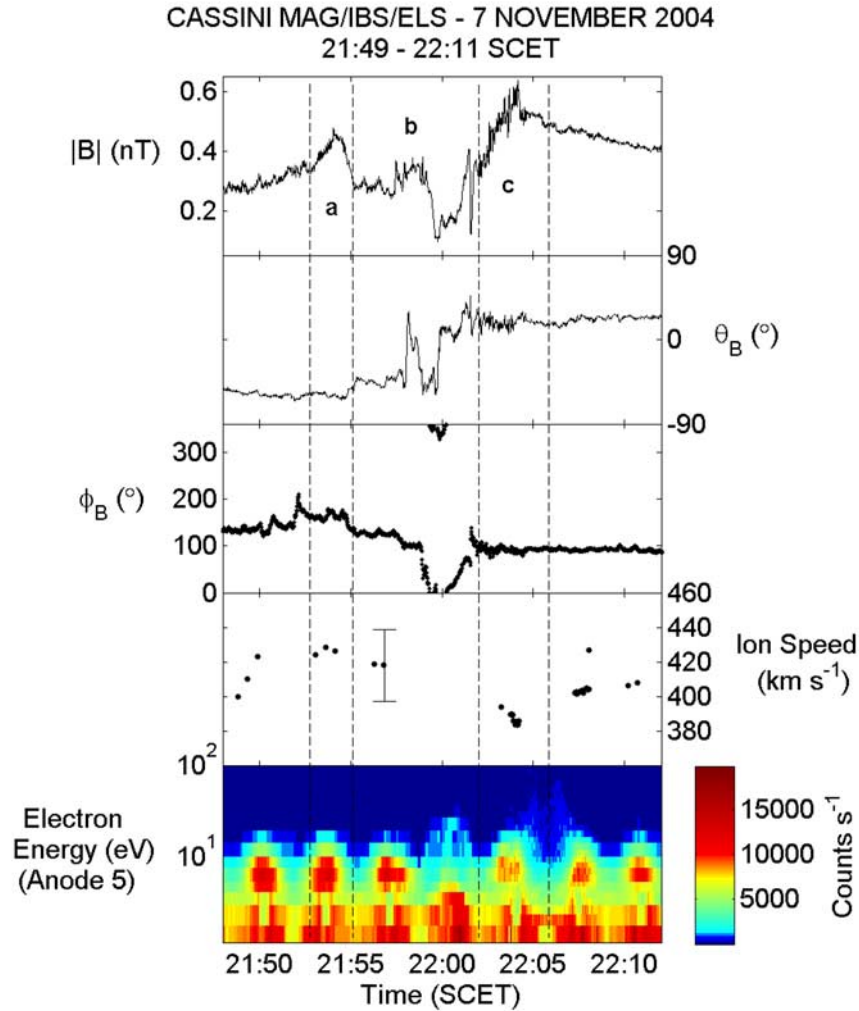 CASSINI MAG/IBS/ELS - 7 NOVEMBER 2004
21:49 - 22:11 SCET
|B| (nT)
0.6
0.4
0.2
a
b
c
90
0
-90
θB (°)
ϕB (°)
300
200
100
0
460
440
420
400
380
Ion Speed
(km s⁻¹)
10²
10¹
Electron
Energy (eV)
(Anode 5)
15000
10000
5000
Counts s⁻¹
21:50 21:55 22:00 22:05 22:10
Time (SCET)